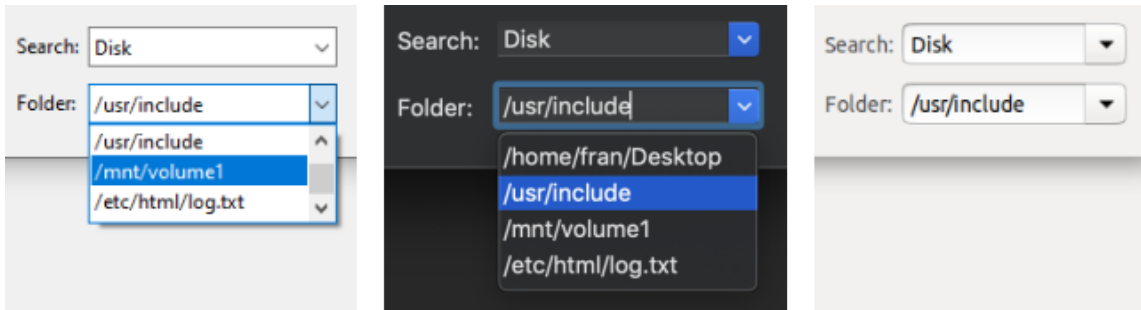 Search: Disk
Folder: /usr/include
/usr/include
/mnt/volume1
/etc/html/log.txt
Search: Disk
Folder: /usr/include
/home/fran/Desktop
/usr/include
/mnt/volume1
/etc/html/log.txt
Search: Disk
Folder: /usr/include